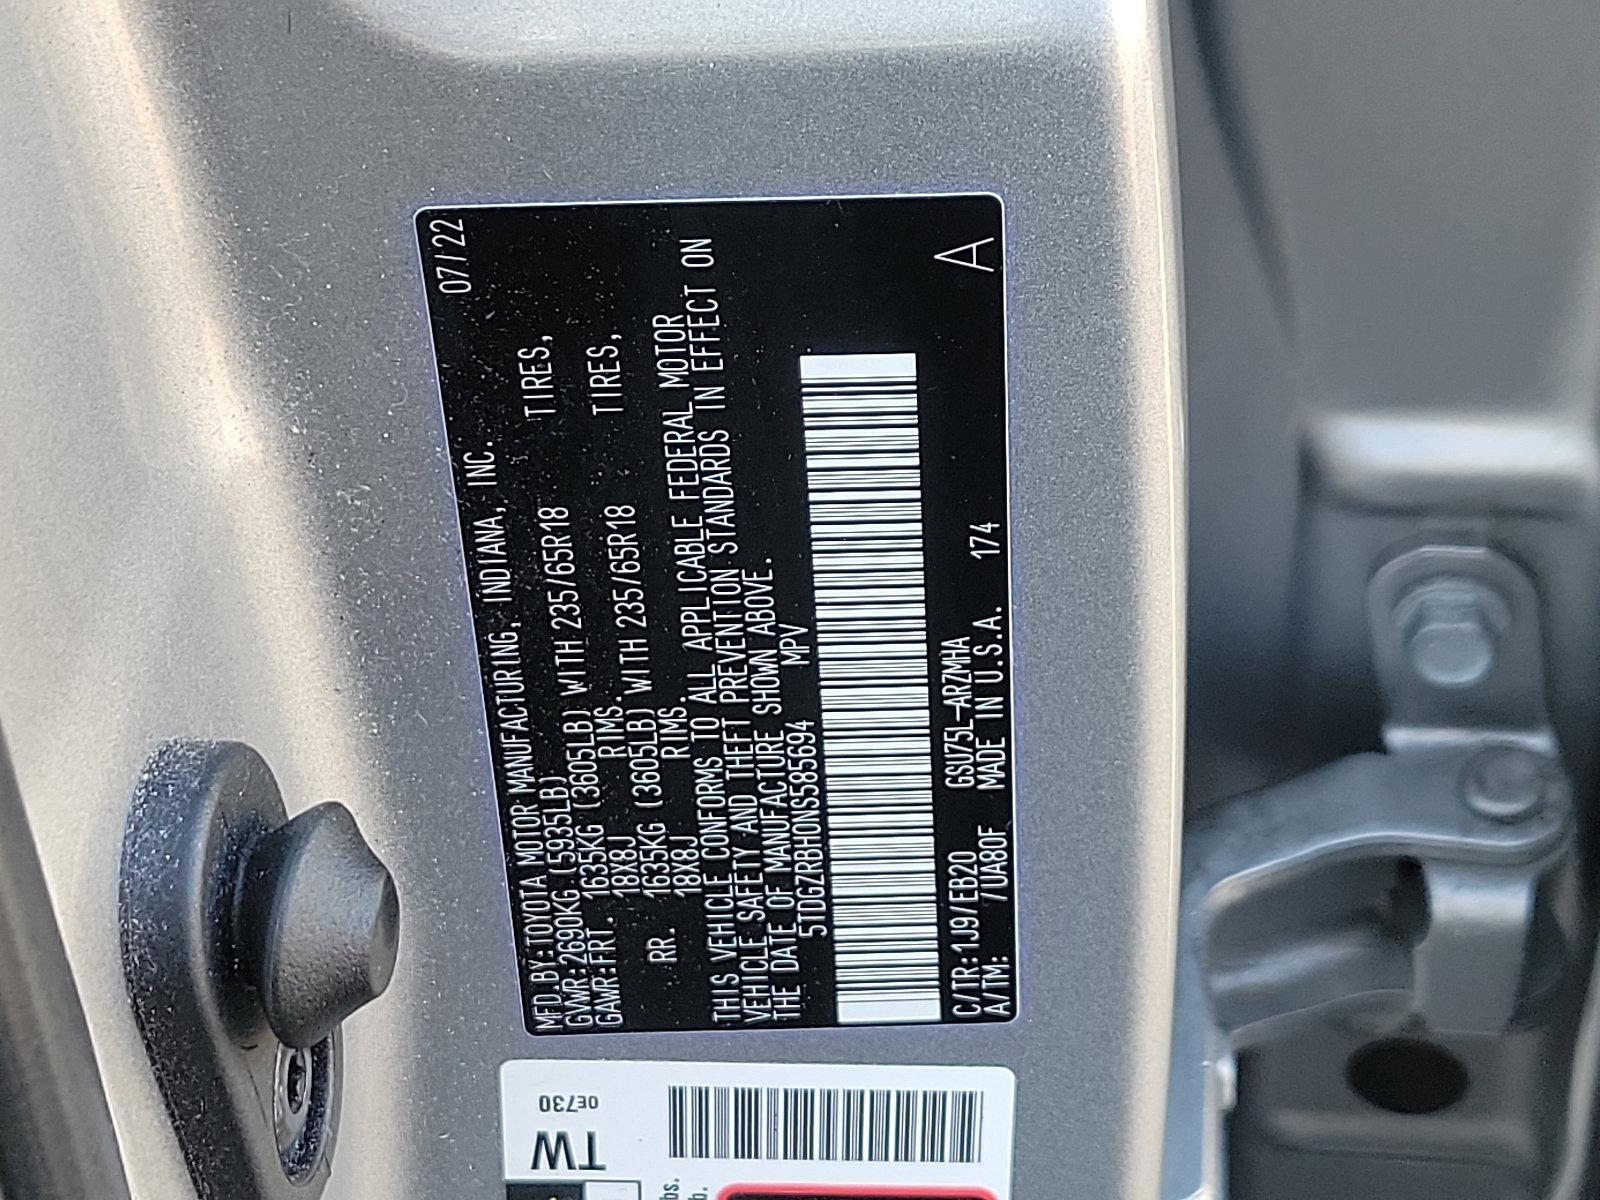 07/22
MFD.BY:TOYOTA MOTOR MANUFACTURING, INDIANA, INC.
GVWR:2690KG (5935LB)
GAWR:FRT. 1635KG (3605LB) WITH 235/65R18 TIRES,
18X8J RIMS.
RR. 1635KG (3605LB) WITH 235/65R18 TIRES,
18X8J RIMS.
THIS VEHICLE CONFORMS TO ALL APPLICABLE FEDERAL MOTOR
VEHICLE SAFETY AND THEFT PREVENTION STANDARDS IN EFFECT ON
THE DATE OF MANUFACTURE SHOWN ABOVE.
5TDGZRBH0NS585694 MPV
C/TR:1J9/EB20 GSU75L-ARZMHA
A/TM: 7UA80F MADE IN U.S.A. 174
A
TW
0E730